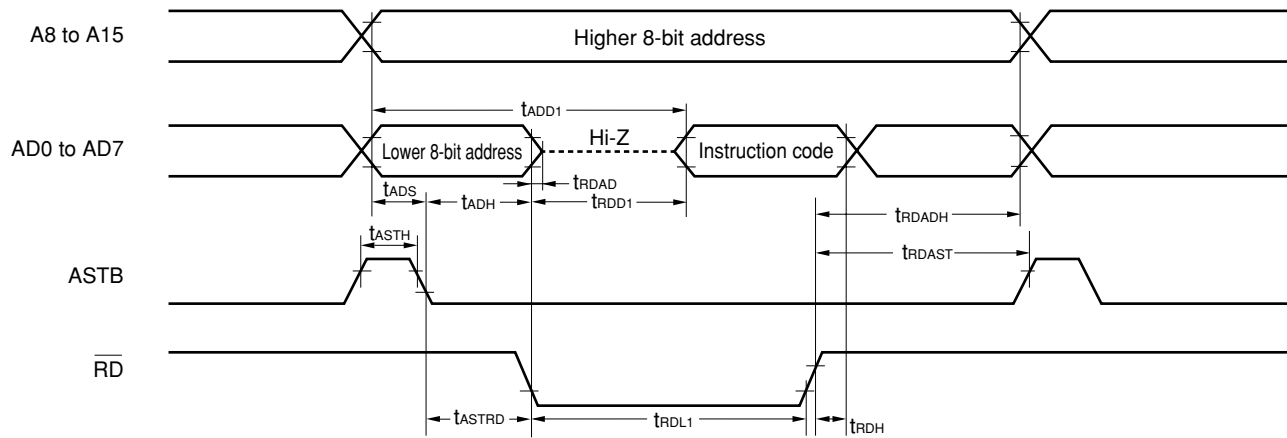 A8 to A15
Higher 8-bit address
tADD1
AD0 to AD7
Lower 8-bit address
Hi-Z
Instruction code
tADS
tADH
tRDAD
tRDD1
tRDADH
tASTH
tRDAST
ASTB
RD
tASTRD
tRDL1
tRDH